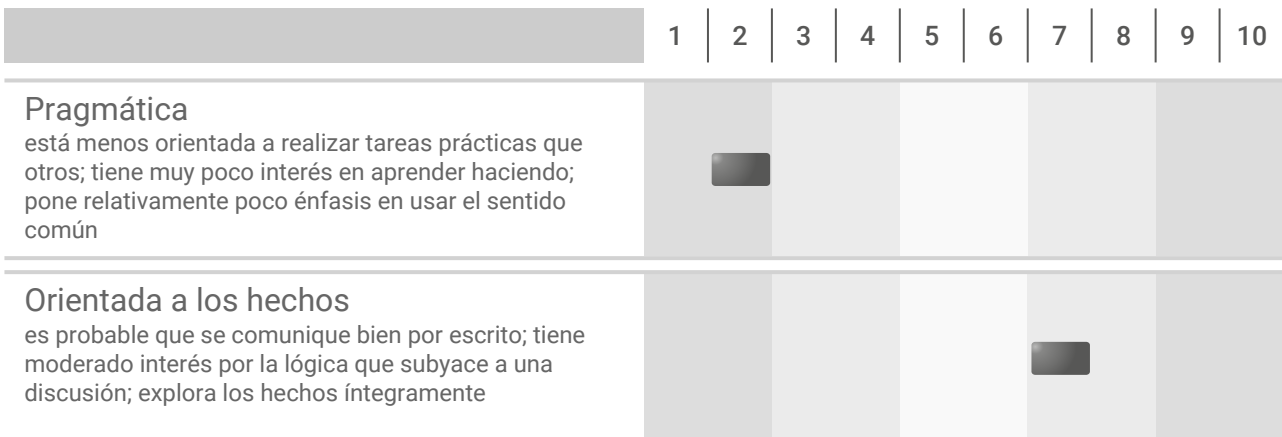 1 2 3 4 5 6 7 8 9 10
Pragmática
está menos orientada a realizar tareas prácticas que
otros; tiene muy poco interés en aprender haciendo;
pone relativamente poco énfasis en usar el sentido
común
Orientada a los hechos
es probable que se comunique bien por escrito; tiene
moderado interés por la lógica que subyace a una
discusión; explora los hechos íntegramente